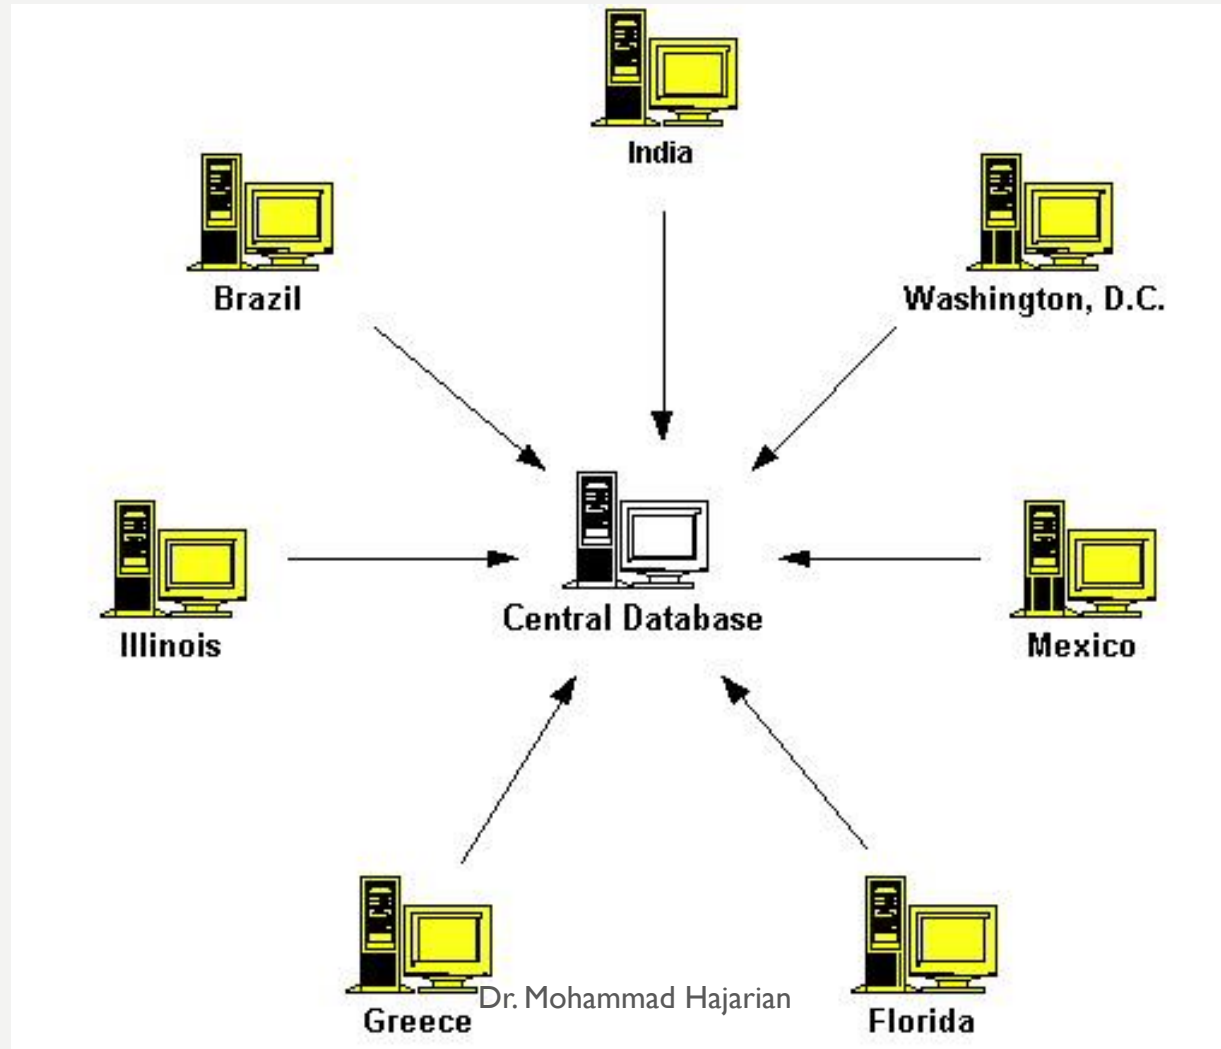 India
Brazil
Washington, D.C.
Central Database
Illinois
Mexico
Dr. Mohammad Hajarian
Greece
Florida